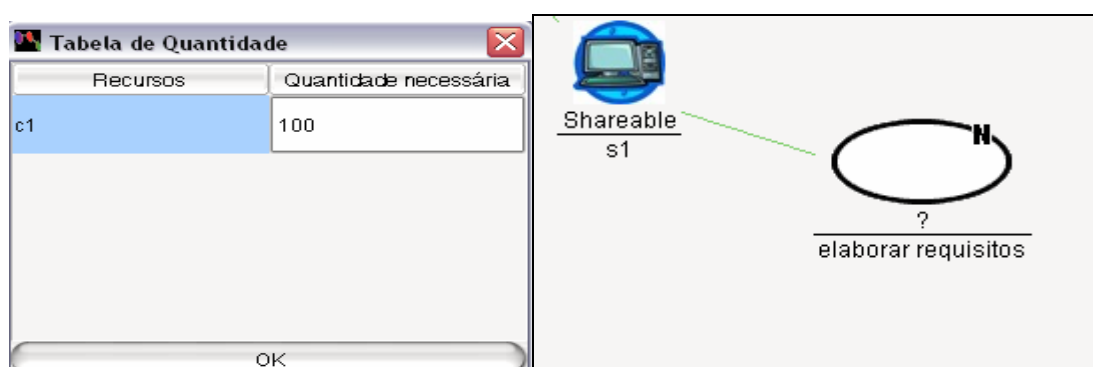 Tabela de Quantidade
Recursos Quantidade necessária
c1 100
OK
Shareable
s1
N
?
elaborar requisitos